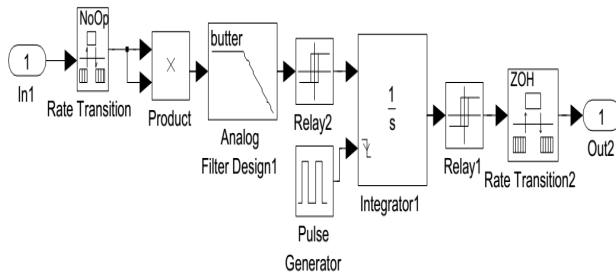 NoOp
1
In1
Rate Transition
×
Product
butter
Analog
Filter Design1
Relay2
Pulse
Generator
1
s
Integrator1
Relay1
ZOH
Rate Transition2
1
Out2